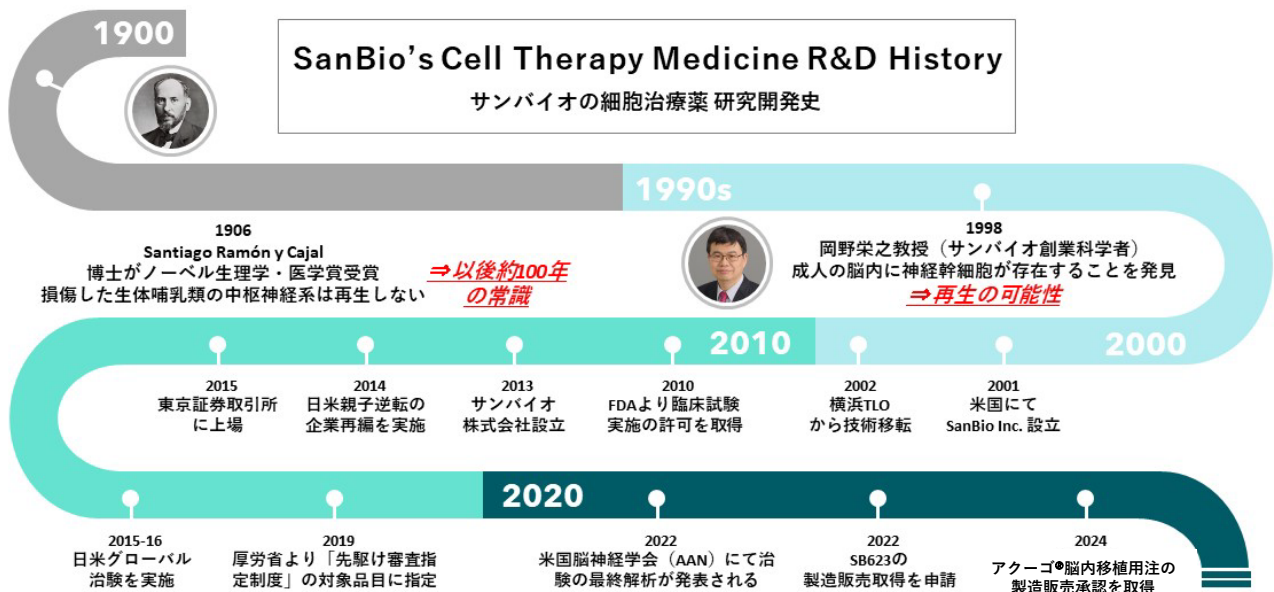 1900
SanBio's Cell Therapy Medicine R&D History
サンバイオの細胞治療薬 研究開発史
1990s
1906
Santiago Ramón y Cajal
博士がノーベル生理学・医学賞受賞
損傷した生体哺乳類の中枢神経系は再生しない
⇒以後約100年
の常識
1998
岡野栄之教授（サンバイオ創業科学者）
成人の脳内に神経幹細胞が存在することを発見
⇒再生の可能性
2010
2000
2015
東京証券取引所
に上場
2014
日米親子逆転の
企業再編を実施
2013
サンバイオ
株式会社設立
2010
FDAより臨床試験
実施の許可を取得
2002
横浜TLO
から技術移転
2001
米国にて
SanBio Inc. 設立
2020
2015-16
日米グローバル
治験を実施
2019
厚労省より「先駆け審査指
定制度」の対象品目に指定
2022
米国脳神経学会（AAN）にて治
験の最終解析が発表される
2022
SB623の
製造販売取得を申請
2024
アクーゴ®脳内移植用注の
製造販売承認を取得